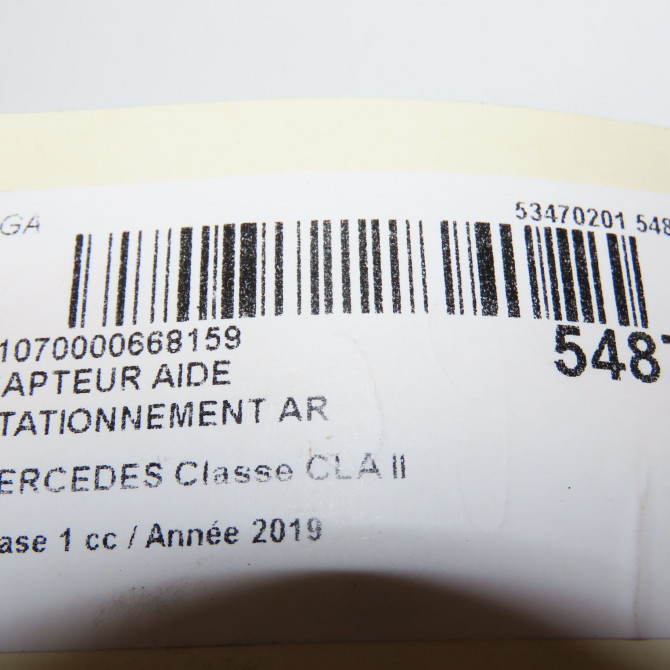 GA
53470201 548
1070000668159
548
APTEUR AIDE
TATIONNEMENT AR
ERCEDES Classe CLA II
ase 1 cc / Année 2019